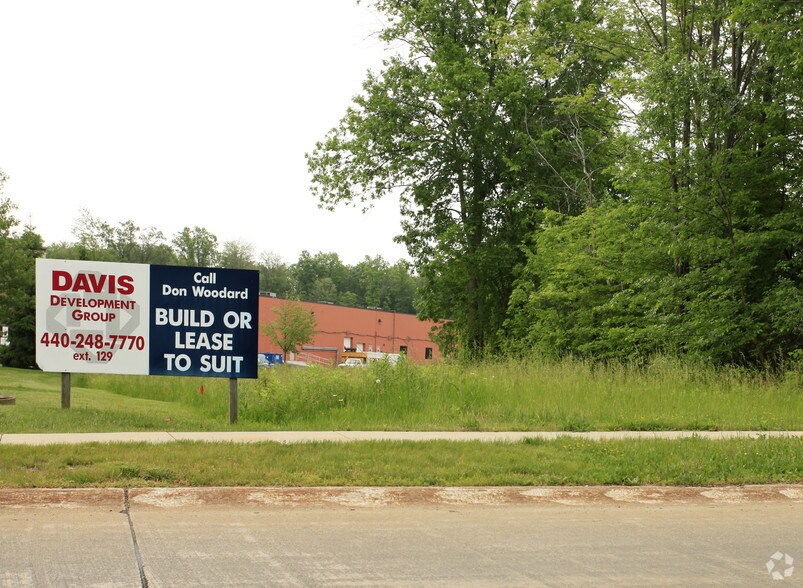 DAVIS
DEVELOPMENT
GROUP
440-248-7770
ext. 129
Call
Don Woodard
BUILD OR
LEASE
TO SUIT